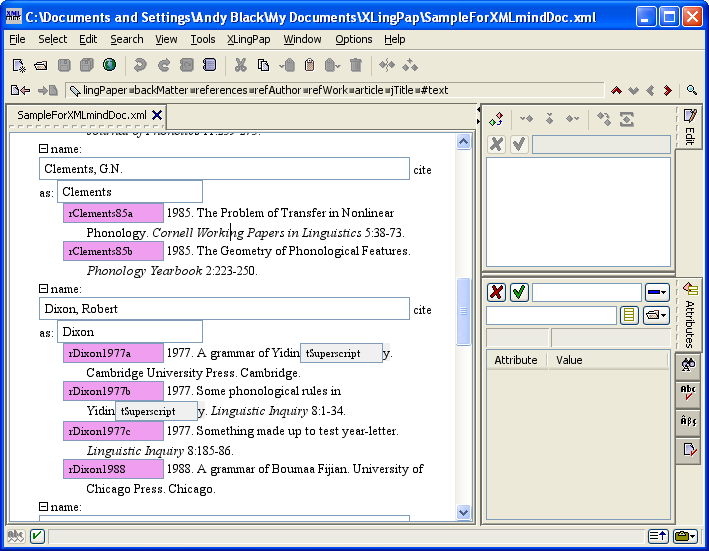 C:\Documents and Settings\Andy Black\My Documents\XLingPap\SampleForXMLmindDoc.xml
File Select Edit Search View Tools XLingPap Window Options Help
lingPaper backMatter references refAuthor refWork article jTitle #text
SampleForXMLmindDoc.xml
name:
Clements, G.N. cite
as: Clements
rClements85a 1985. The Problem of Transfer in Nonlinear
Phonology. Cornell Working Papers in Linguistics 5:38-73.
rClements85b 1985. The Geometry of Phonological Features.
Phonology Yearbook 2:223-250.
name:
Dixon, Robert cite
as: Dixon
rDixon1977a 1977. A grammar of Yidin tSuperscript y.
Cambridge University Press. Cambridge.
rDixon1977b 1977. Some phonological rules in
Yidin tSuperscript y. Linguistic Inquiry 8:1-34.
rDixon1977c 1977. Something made up to test year-letter.
Linguistic Inquiry 8:185-86.
rDixon1988 1988. A grammar of Boumaa Fijian. University of
Chicago Press. Chicago.
name:
Edit
Attributes
Attribute Value
Abc
Abc